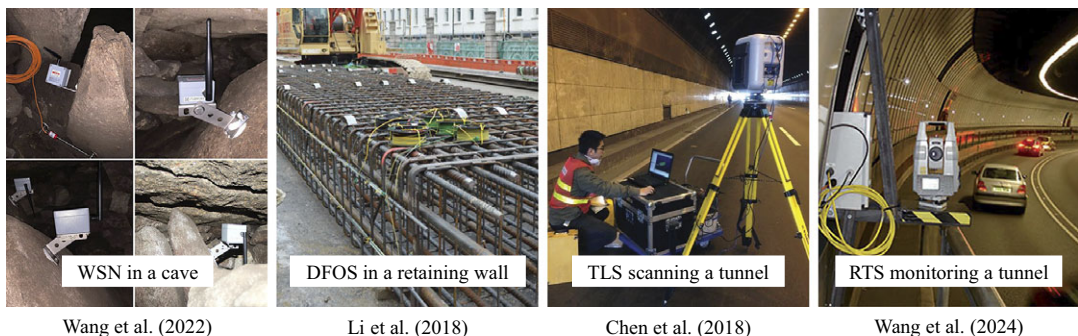 WSN in a cave
DFOS in a retaining wall
TLS scanning a tunnel
RTS monitoring a tunnel
Wang et al. (2022)
Li et al. (2018)
Chen et al. (2018)
Wang et al. (2024)